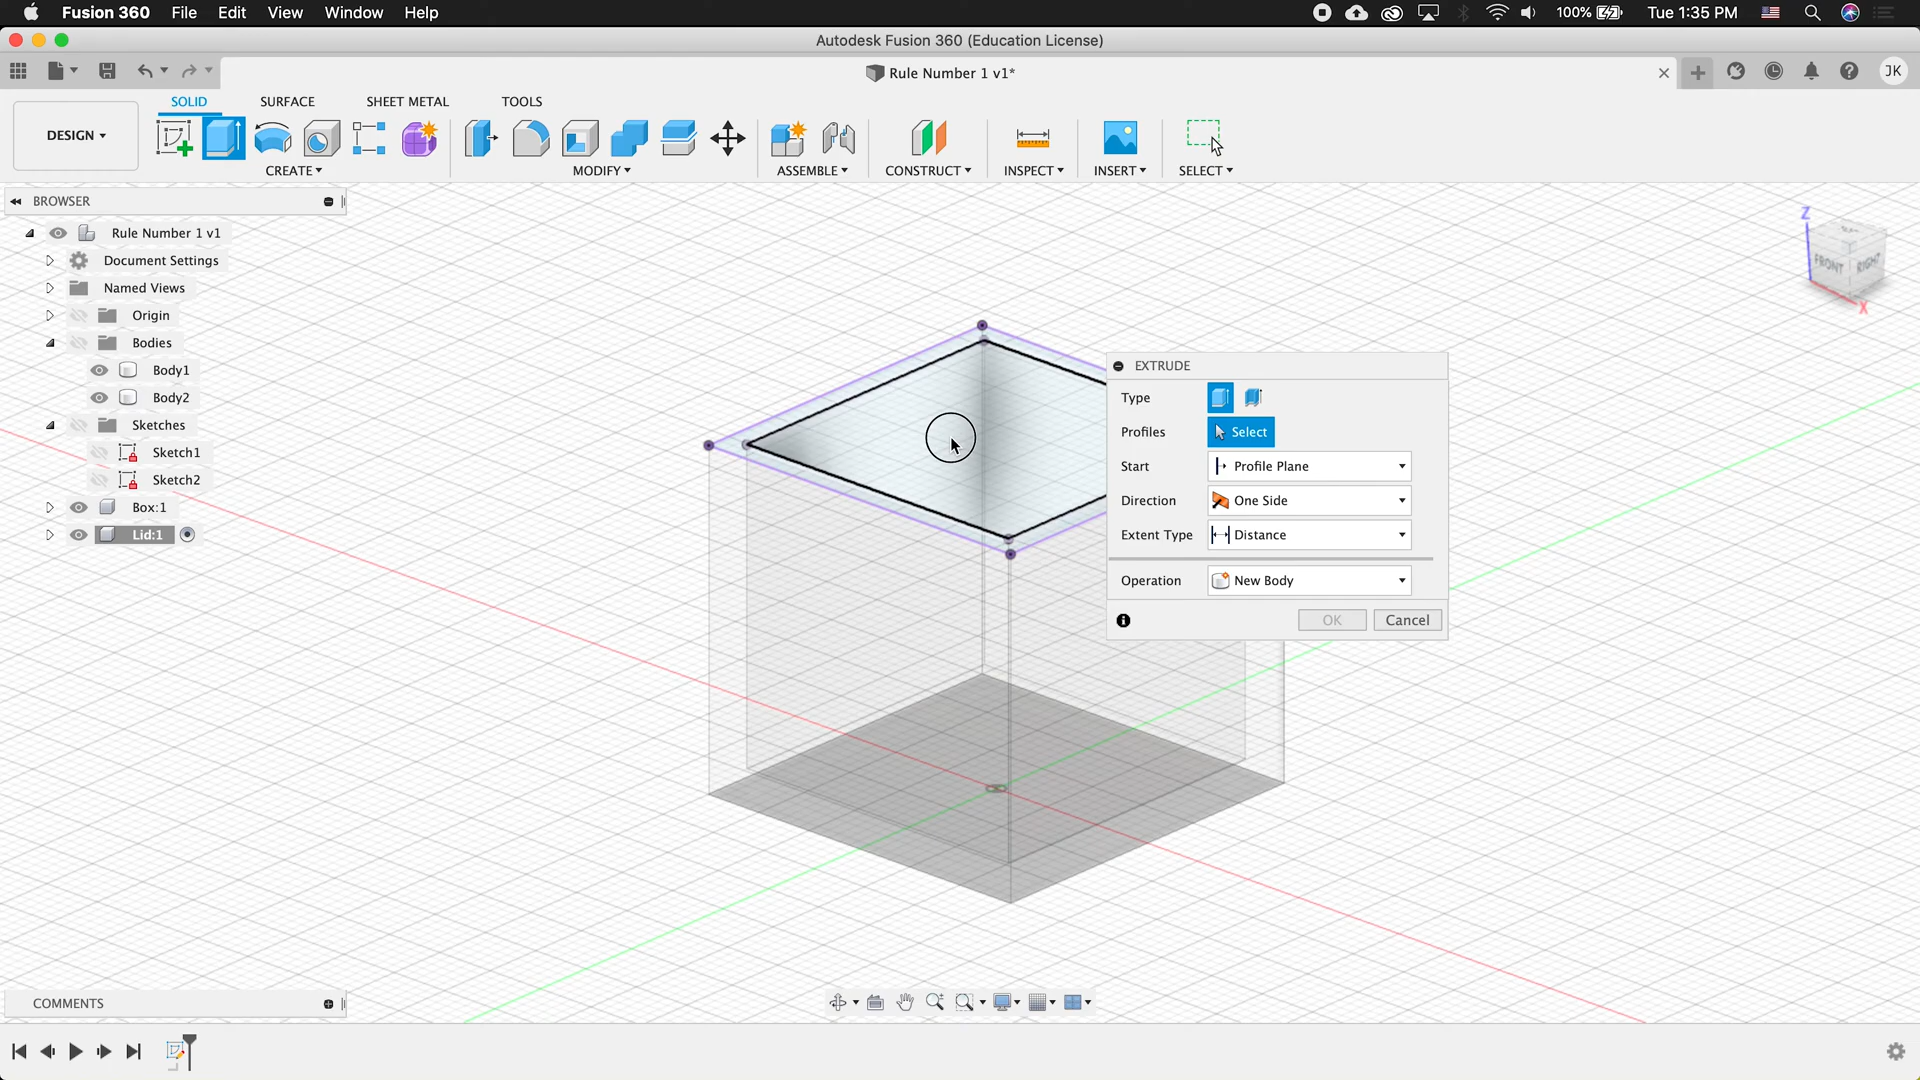 Fusion 360 File Edit View Window Help 100% Tue 1:35 PM
Autodesk Fusion 360 (Education License)
Rule Number 1 v1*
JK
DESIGN
SOLID SURFACE SHEET METAL TOOLS
CREATE MODIFY ASSEMBLE CONSTRUCT INSPECT INSERT SELECT
BROWSER
Rule Number 1 v1
Document Settings
Named Views
Origin
Bodies
Body1
Body2
Sketches
Sketch1
Sketch2
Box:1
Lid:1
Z
FRONT RIGHT
X
EXTRUDE
Type
Profiles Select
Start Profile Plane
Direction One Side
Extent Type Distance
Operation New Body
OK Cancel
COMMENTS